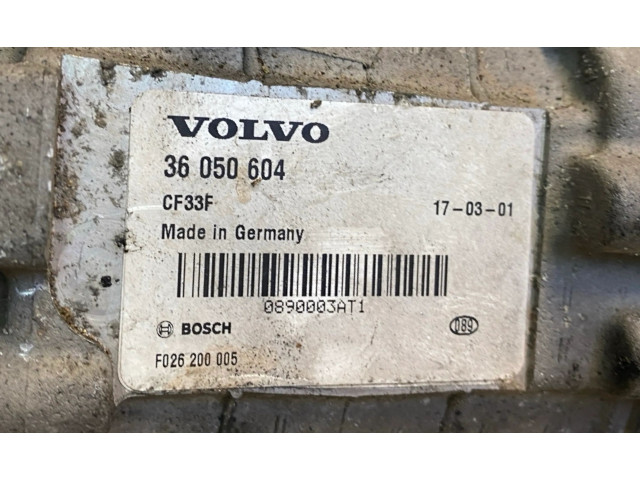 VOLVO
36 050 604
CF33F 17-03-01
Made in Germany
0890003AT1
BOSCH 089
F026 200 005